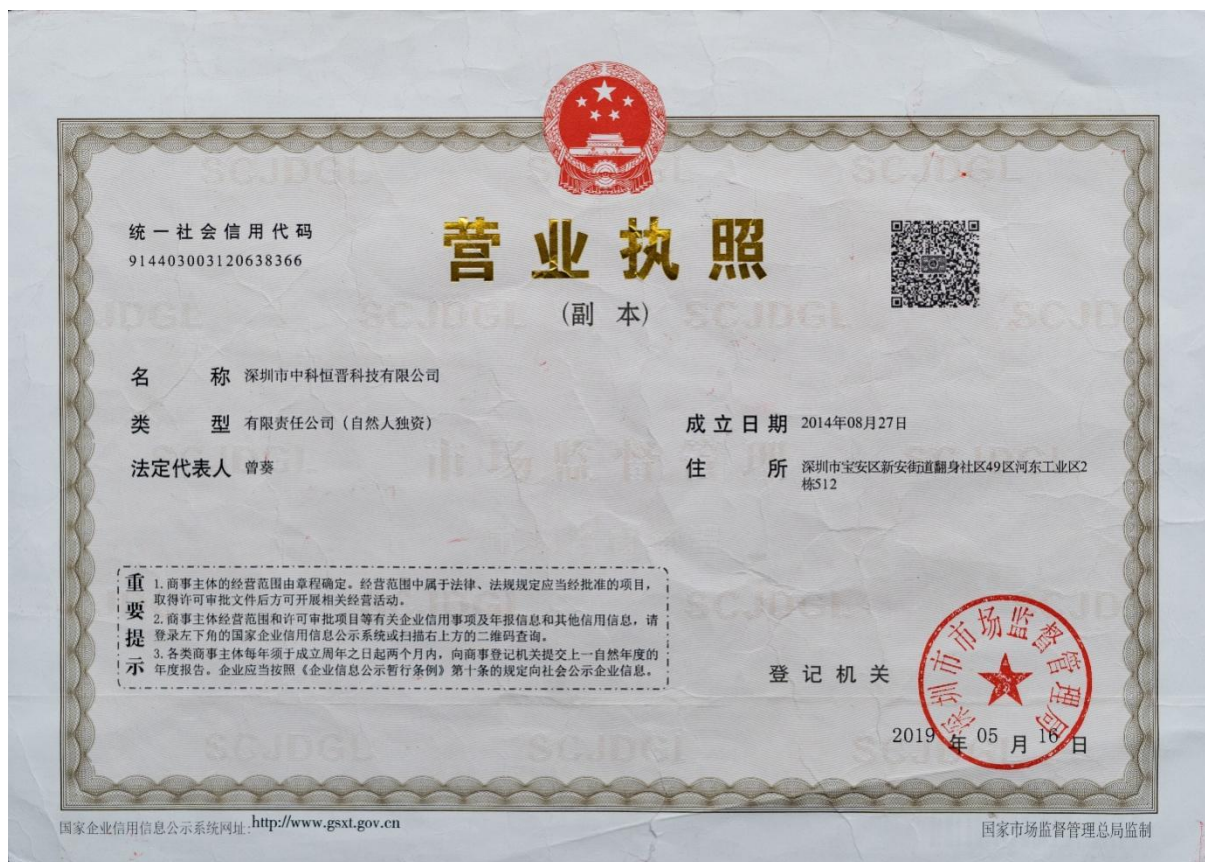 统一社会信用代码
914403003120638366
营业执照
(副 本)
名 称 深圳市中科恒晋科技有限公司
类 型 有限责任公司（自然人独资）
法定代表人 曾葵
成立日期 2014年08月27日
住 所 深圳市宝安区新安街道翻身社区49区河东工业区2
栋512
重要提示
1. 商事主体的经营范围由章程确定。经营范围中属于法律、法规规定应当经批准的项目，
取得许可审批文件后方可开展相关经营活动。
2. 商事主体经营范围和许可审批项目等有关企业信用事项及年报信息和其他信用信息，请
登录左下角的国家企业信用信息公示系统或扫描右上方的二维码查询。
3. 各类商事主体每年须于成立周年之日起两个月内，向商事登记机关提交上一自然年度的
年度报告。企业应当按照《企业信息公示暂行条例》第十条的规定向社会公示企业信息。
登记机关
深圳市市场监督管理局
2019 年 05 月 16 日
国家企业信用信息公示系统网址:http://www.gsxt.gov.cn
国家市场监督管理总局监制
SCJDGL
市场监督管理